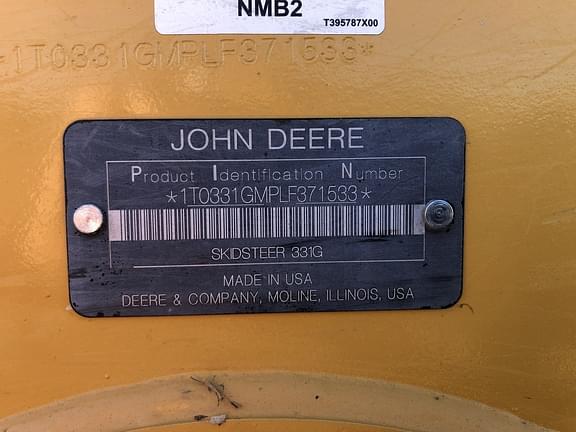 NMB2
T395787X00
*1T0331GMPLF371533*
JOHN DEERE
Product Identification Number
*1T0331GMPLF371533*
SKIDSTEER 331G
MADE IN USA
DEERE & COMPANY, MOLINE, ILLINOIS, USA